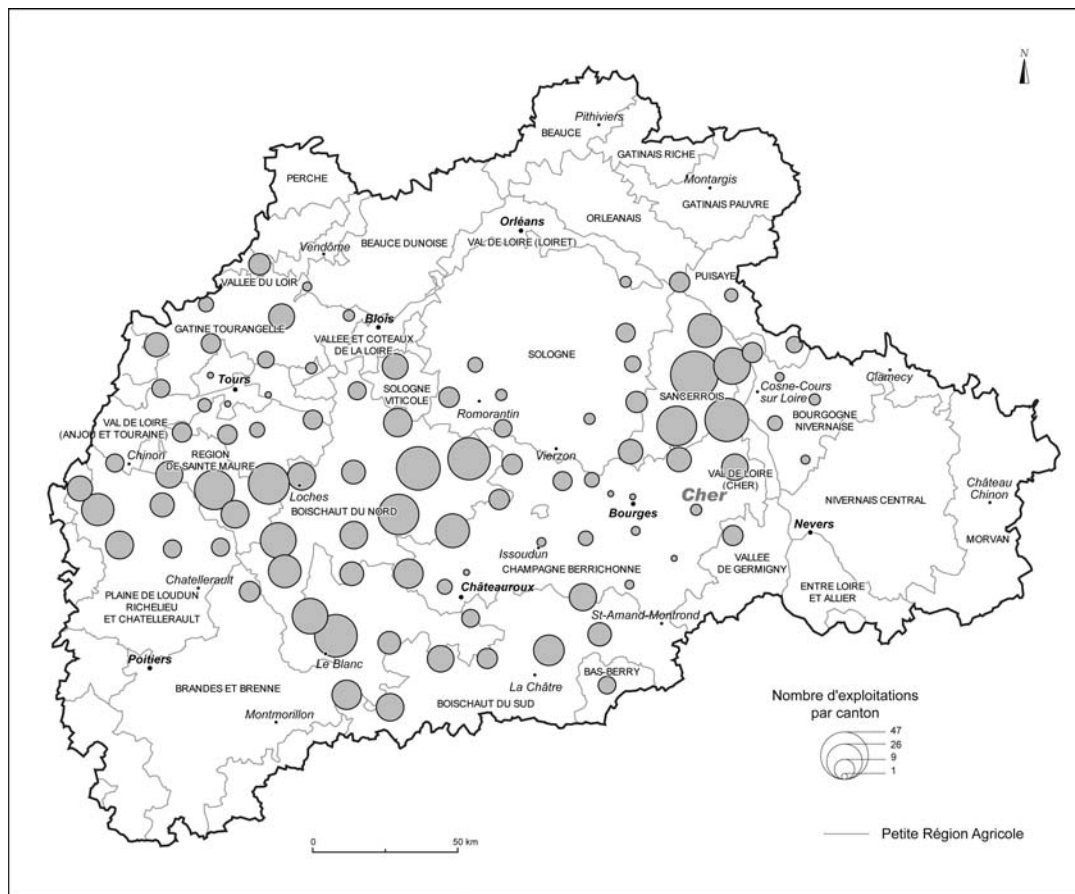 N
Pithiviers
BEAUCE
GATINAIS RICHE
PERCHE
Montargis
GATINAIS PAUVRE
ORLEANAIS
Orléans
VAL DE LOIRE (LOIRET)
BEAUCE DUNOISE
Vendôme
PUISAYE
VALLEE DU LOIR
Blois
GATINE TOURANGELLE
VALLEE ET COTEAUX
DE LA LOIRE
SOLOGNE
Clamecy
Tours
SOLOGNE
VITICOLE
Romorantin
SANCERROIS
Cosne-Cours
sur Loire
BOURGOGNE
NIVERNAISE
VAL DE LOIRE
(ANJOU ET TOURAINE)
Chinon
REGION
DE SAINTE MAURE
Vierzon
VAL DE LOIRE
(CHER)
Loches
Cher
Château
Chinon
NIVERNAIS CENTRAL
BOISCHAUT DU NORD
Bourges
Nevers
MORVAN
Issoudun
CHAMPAGNE BERRICHONNE
VALLEE
DE GERMIGNY
Chatellerault
Châteauroux
PLAINE DE LOUDUN
RICHELIEU
ET CHATELLERAULT
ENTRE LOIRE
ET ALLIER
St-Amand-Montrond
Poitiers
Le Blanc
BAS-BERRY
BRANDES ET BRENNE
La Châtre
BOISCHAUT DU SUD
Montmorillon
Nombre d'exploitations
par canton
47
26
9
1
0
50 km
Petite Région Agricole